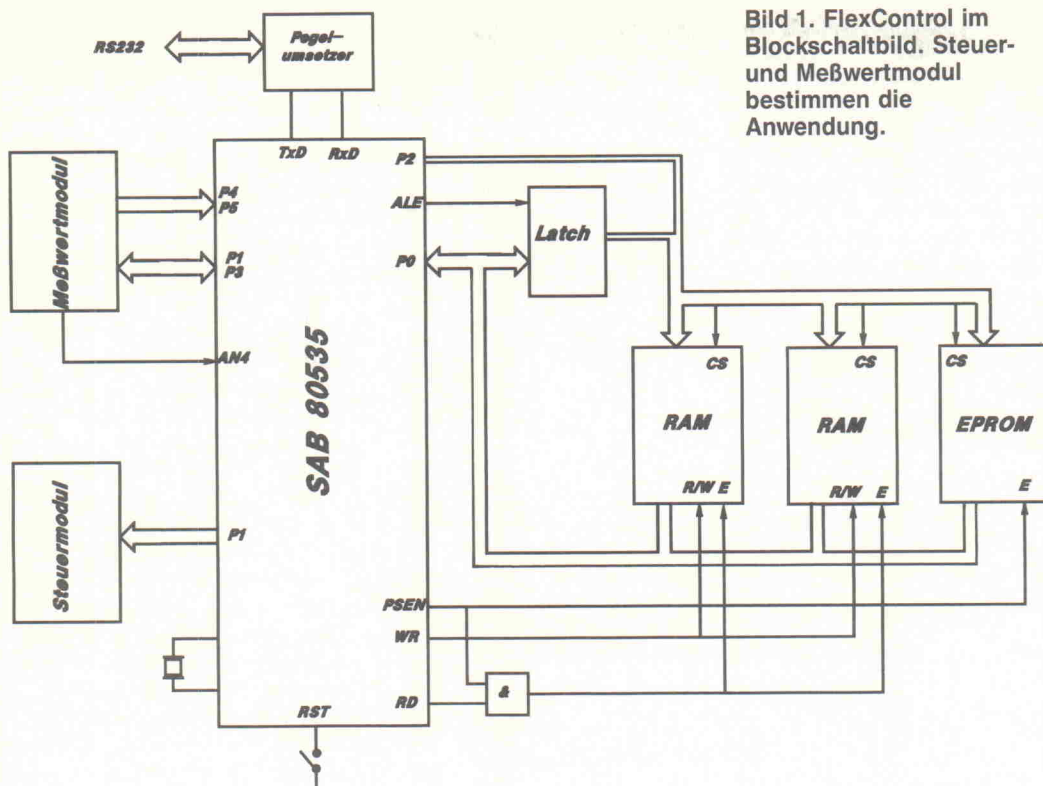 Bild 1. FlexControl im
Blockschaltbild. Steuer-
und Meßwertmodul
bestimmen die
Anwendung.
RS232
Pegel-
umsetzer
TxD RxD
P2
ALE
P0
Latch
Meßwertmodul
P4
P5
P1
P3
AN4
SAB 80535
Steuermodul
P1
PSEN
WR
RD
RST
&
CS
RAM
R/W E
CS
RAM
R/W E
CS
EPROM
E